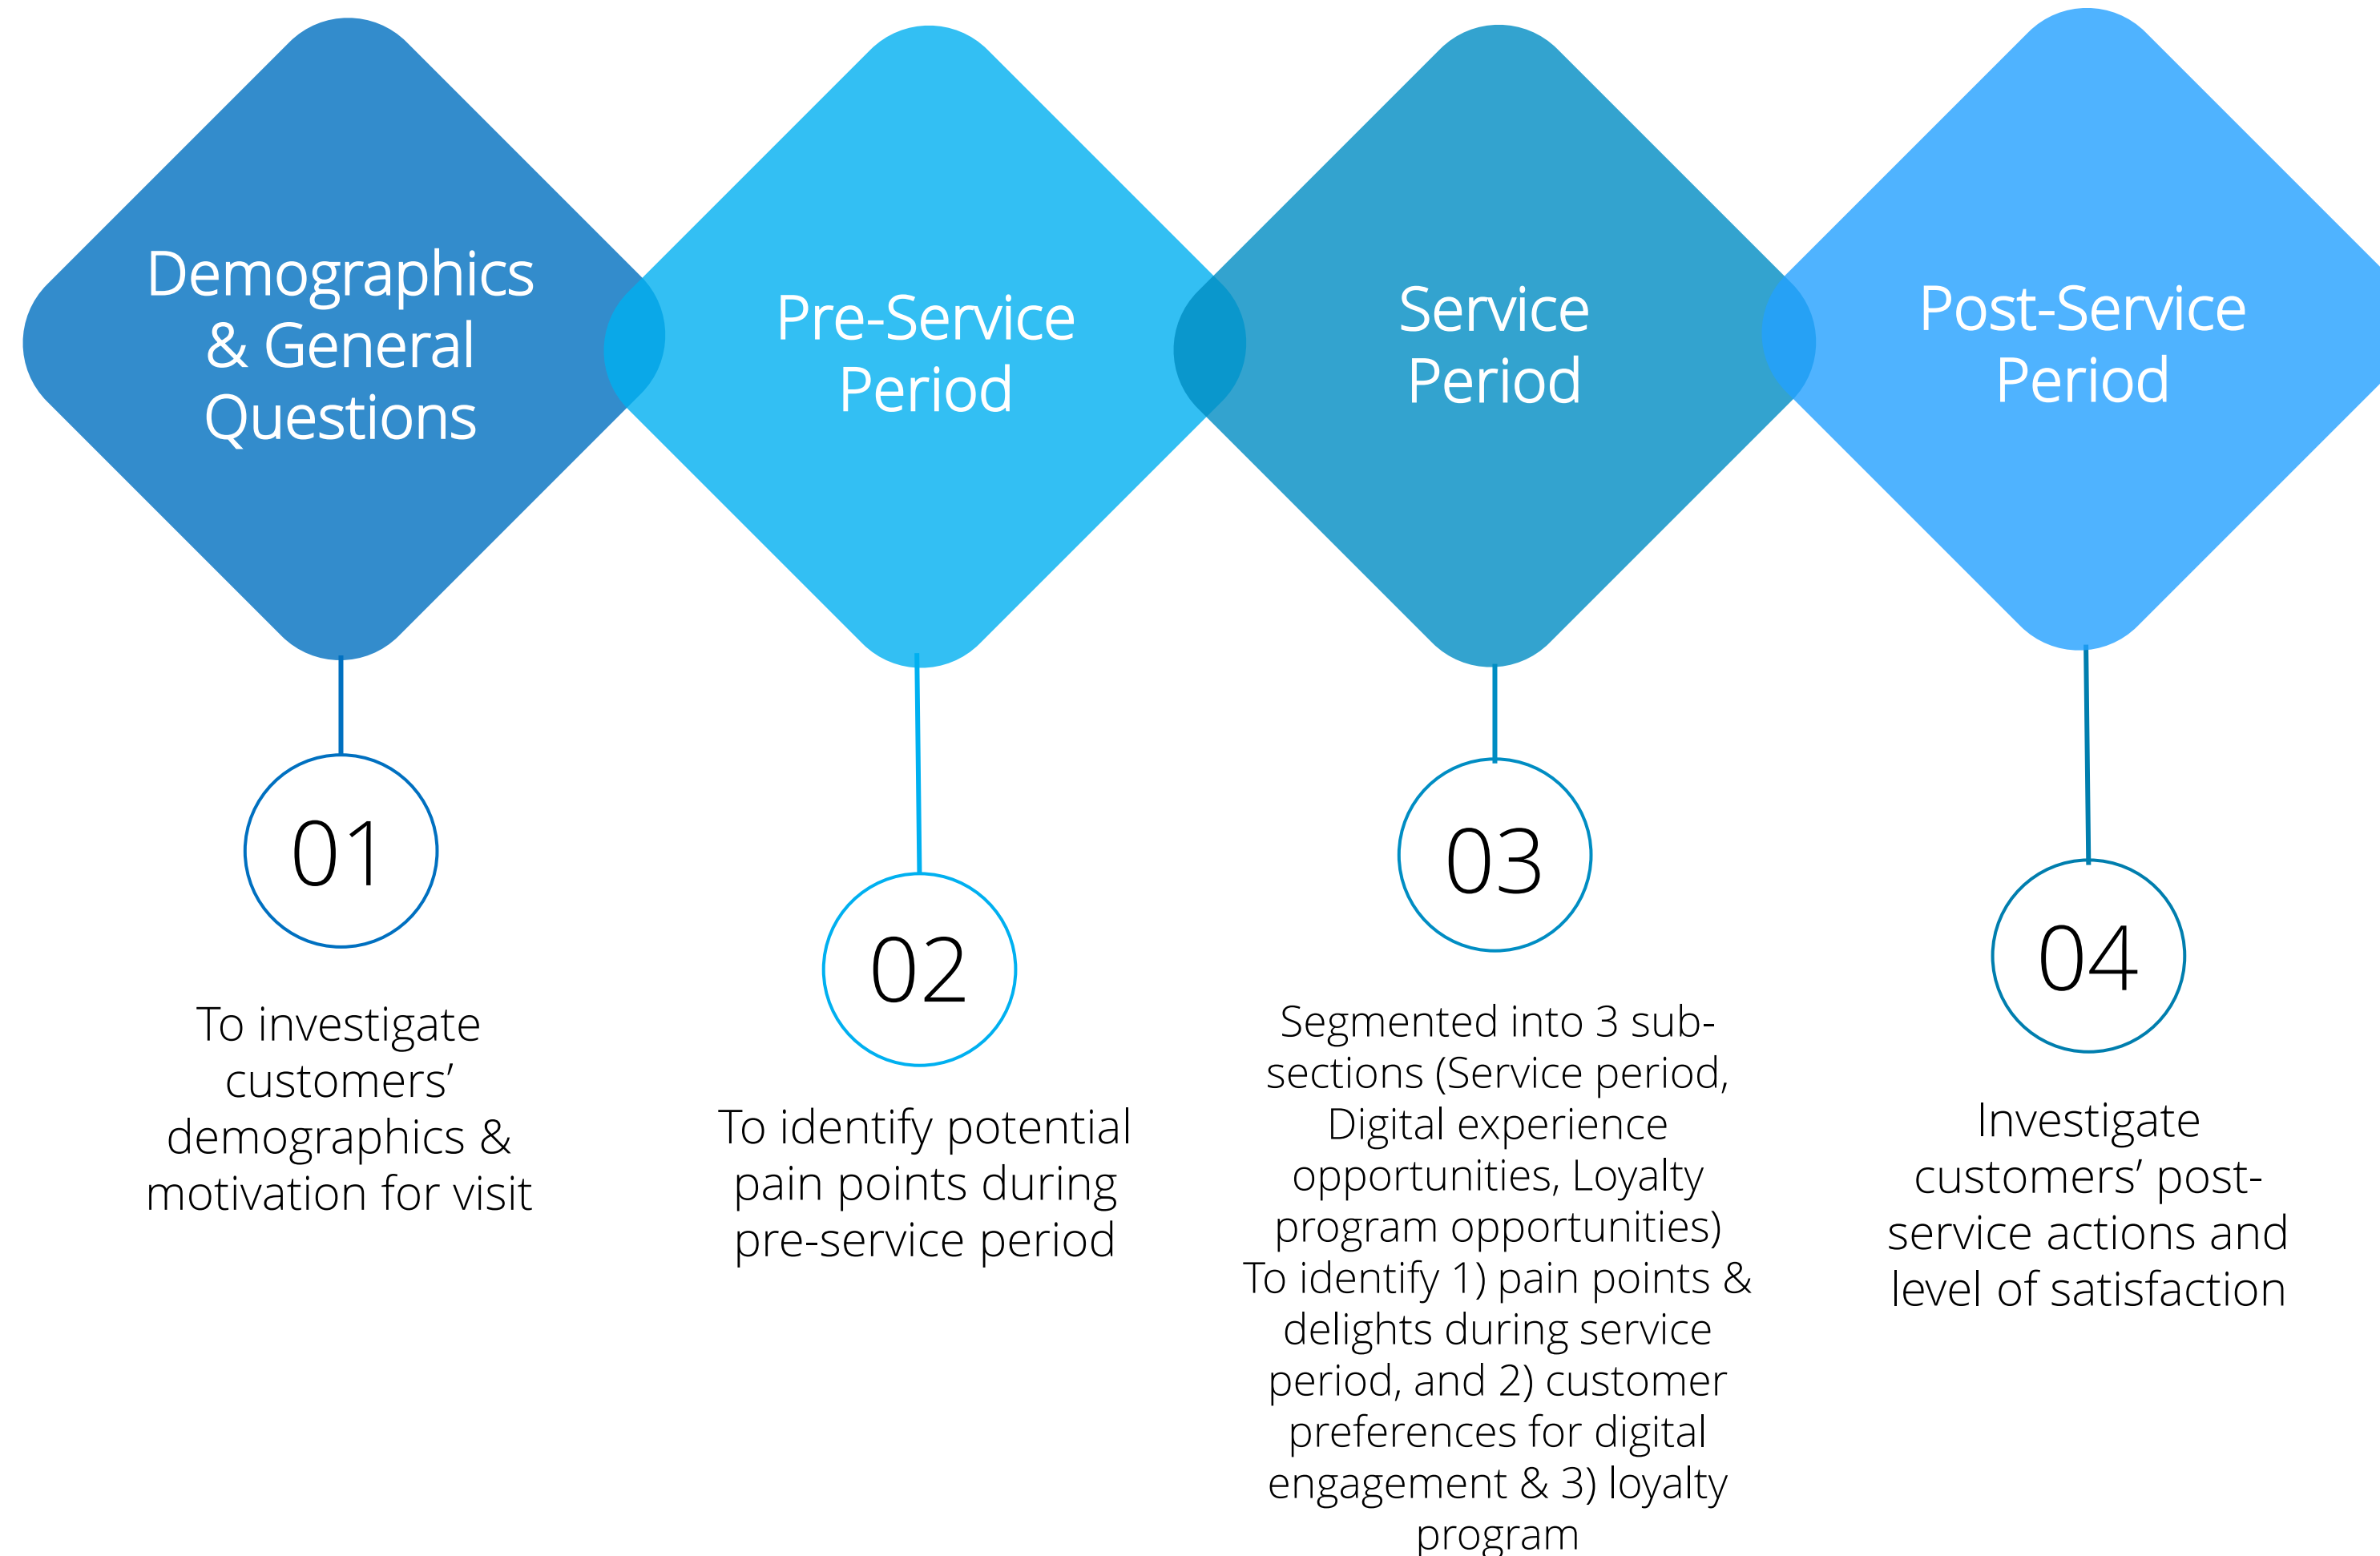 Demographics
& General
Questions
Pre-Service
Period
Service
Period
Post-Service
Period
01
To investigate
customers’
demographics &
motivation for visit
02
To identify potential
pain points during
pre-service period
03
Segmented into 3 sub-
sections (Service period,
Digital experience
opportunities, Loyalty
program opportunities)
To identify 1) pain points &
delights during service
period, and 2) customer
preferences for digital
engagement & 3) loyalty
program
04
Investigate
customers’ post-
service actions and
level of satisfaction